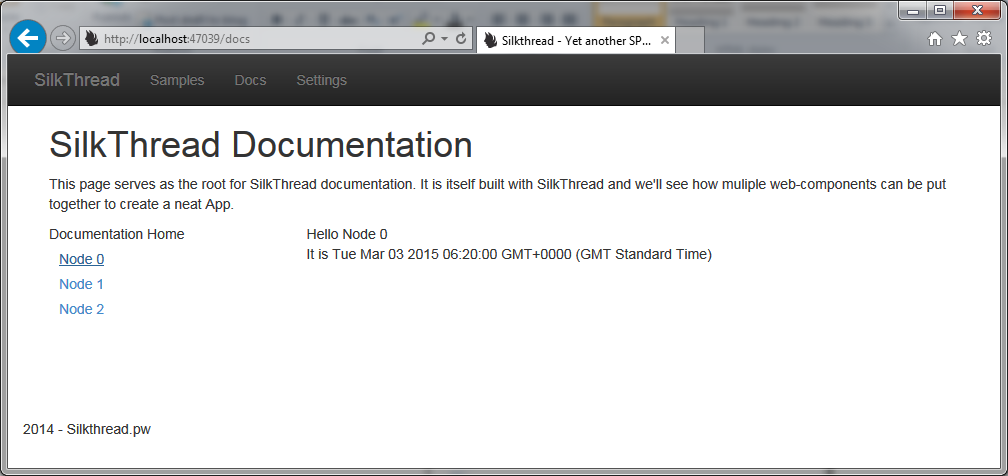 http://localhost:47039/docs
Silkthread - Yet another SP...
SilkThread Samples Docs Settings
SilkThread Documentation
This page serves as the root for SilkThread documentation. It is itself built with SilkThread and we'll see how muliple web-components can be put
together to create a neat App.
Documentation Home
Node 0
Node 1
Node 2
Hello Node 0
It is Tue Mar 03 2015 06:20:00 GMT+0000 (GMT Standard Time)
2014 - Silkthread.pw